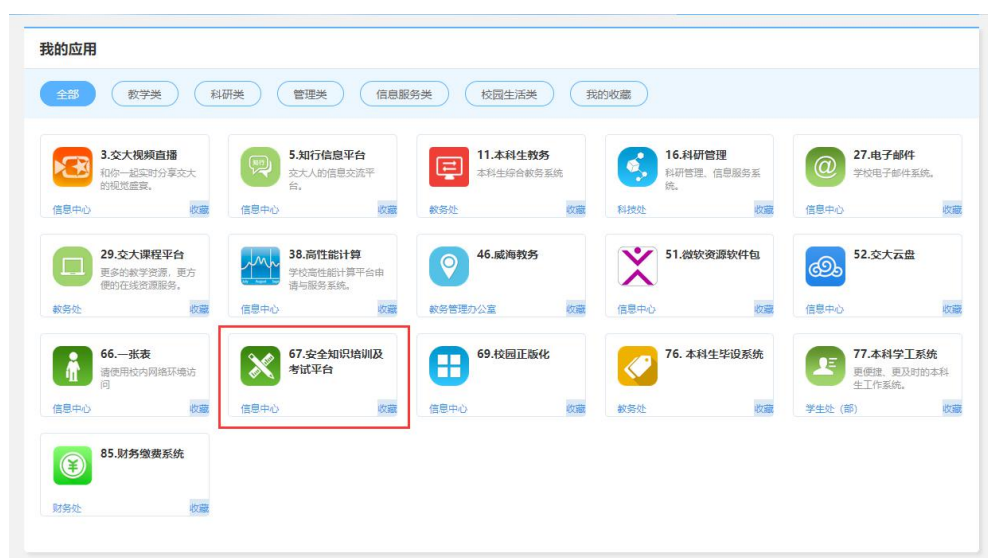 我的应用
全部 教学类 科研类 管理类 信息服务类 校园生活类 我的收藏
3.交大视频直播
和你一起实时分享交大
的视觉盛宴。
信息中心 收藏
5.知行信息平台
交大人的信息交流平
台。
信息中心 收藏
11.本科生教务
本科生综合教务系统
教务处 收藏
16.科研管理
科研管理、信息服务系
统。
科技处 收藏
27.电子邮件
学校电子邮件系统。
信息中心 收藏
29.交大课程平台
更多的教学资源，更方
便的在线资源服务。
教务处 收藏
38.高性能计算
学校高性能计算平台申
请与服务系统。
信息中心 收藏
46.威海教务
教务管理办公室 收藏
51.微软资源软件包
信息中心 收藏
52.交大云盘
信息中心 收藏
66.一张表
请使用校内网络环境访
问
信息中心 收藏
67.安全知识培训及
考试平台
信息中心 收藏
69.校园正版化
信息中心 收藏
76. 本科生毕设系统
教务处 收藏
77.本科学工系统
更便捷、更及时的本科
生工作系统。
学生处（部） 收藏
85.财务缴费系统
财务处 收藏